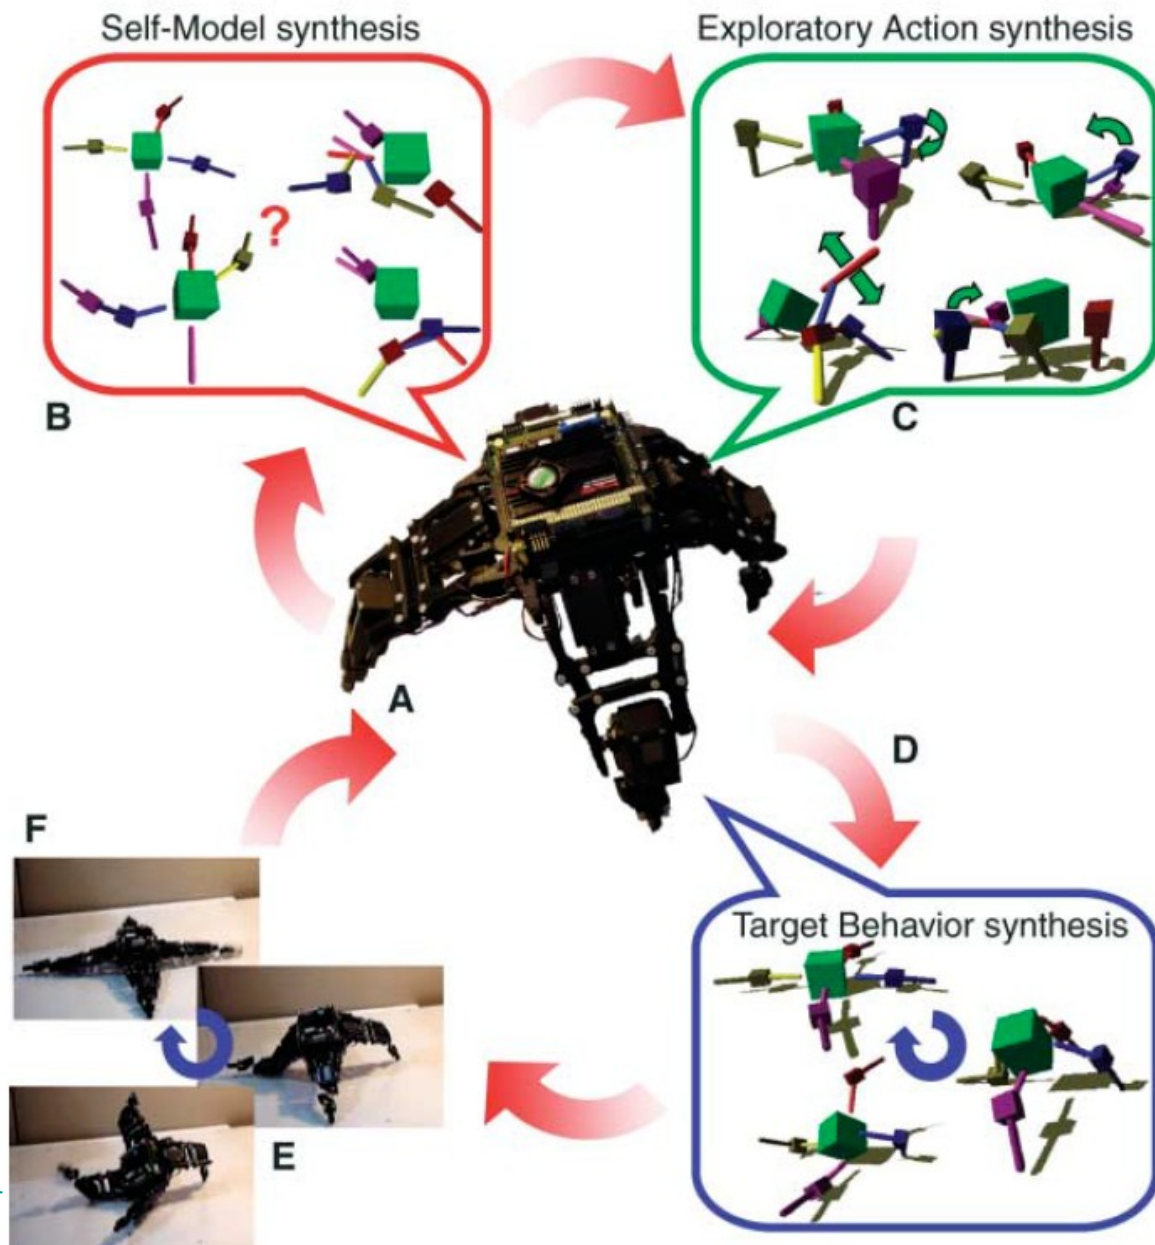 Self-Model synthesis
Exploratory Action synthesis
?
B
C
A
D
F
Target Behavior synthesis
E